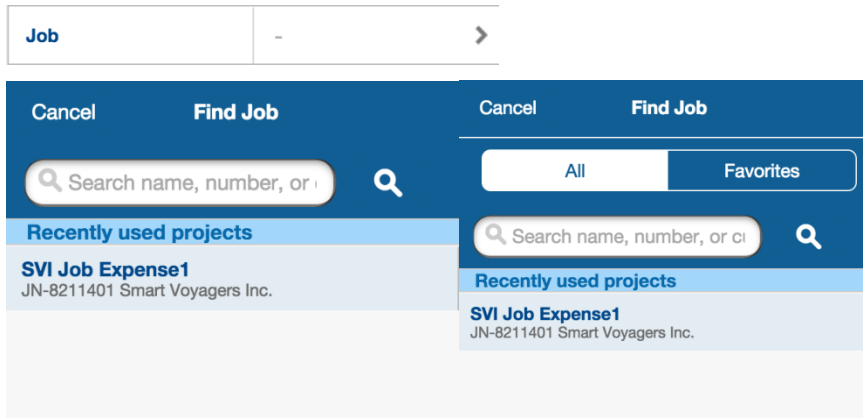 Job -
Cancel Find Job
Search name, number, or
Recently used projects
SVI Job Expense1
JN-8211401 Smart Voyagers Inc.
Cancel Find Job
All Favorites
Search name, number, or cu
Recently used projects
SVI Job Expense1
JN-8211401 Smart Voyagers Inc.